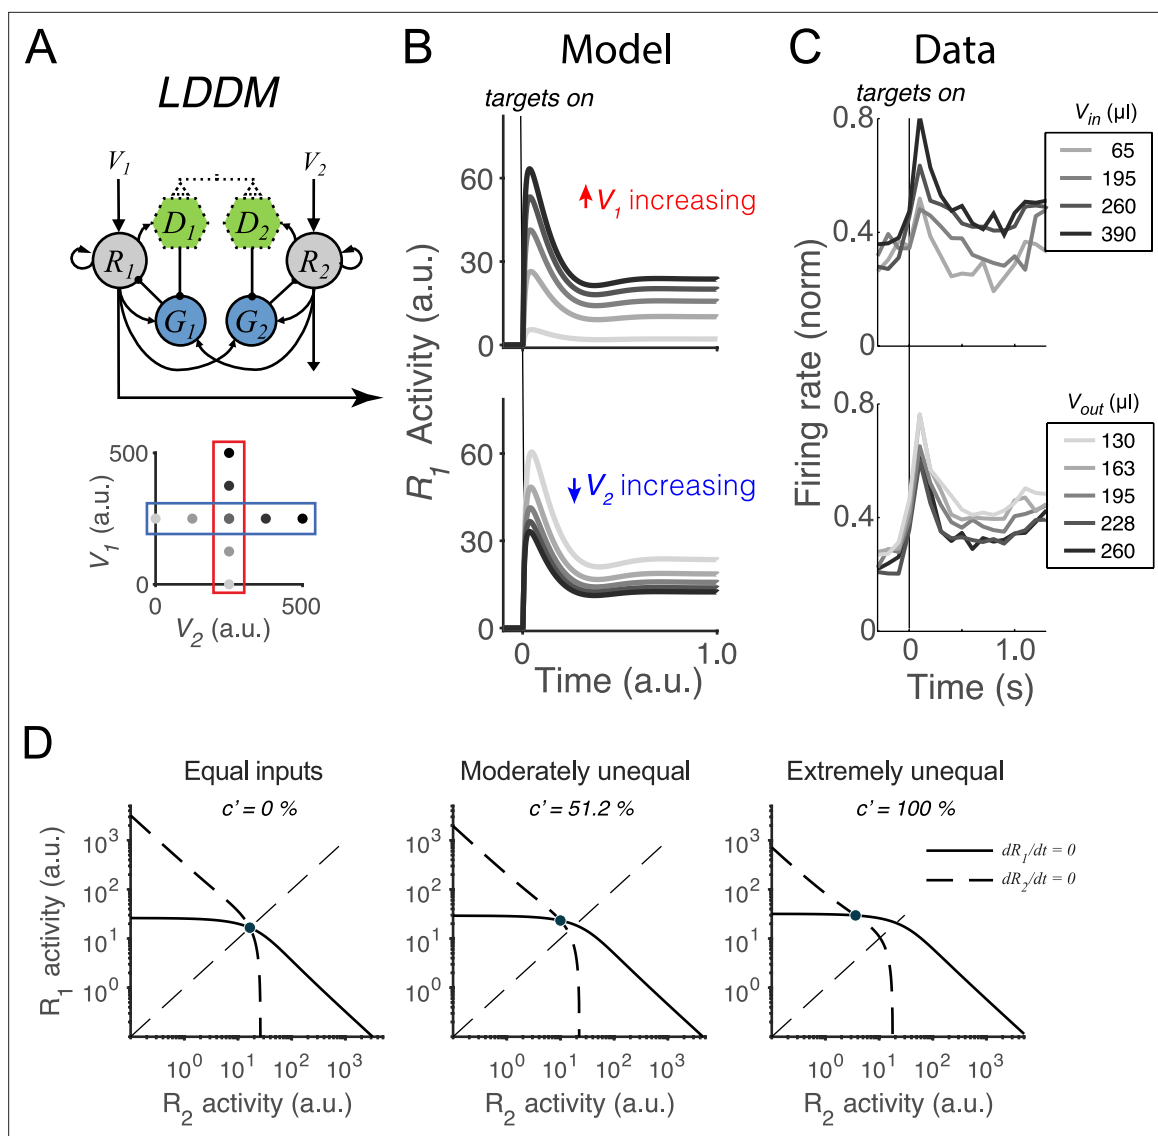 A
LDDM
V1
V2
D1
D2
R1
R2
G1
G2
500
V1 (a.u.)
0
0
500
V2 (a.u.)
B
Model
targets on
60
30
0
V1 increasing
R1 Activity (a.u.)
60
30
0
V2 increasing
0
1.0
Time (a.u.)
C
Data
targets on
0.8
0.4
0
Vin (µl)
65
195
260
390
Firing rate (norm)
0.8
0.4
0
Vout (µl)
130
163
195
228
260
0
1.0
Time (s)
D
Equal inputs
c' = 0 %
R1 activity (a.u.)
10^3
10^2
10^1
10^0
10^0
10^1
10^2
10^3
R2 activity (a.u.)
Moderately unequal
c' = 51.2 %
10^3
10^2
10^1
10^0
10^0
10^1
10^2
10^3
R2 activity (a.u.)
Extremely unequal
c' = 100 %
10^3
10^2
10^1
10^0
10^0
10^1
10^2
10^3
R2 activity (a.u.)
dR1/dt = 0
dR2/dt = 0